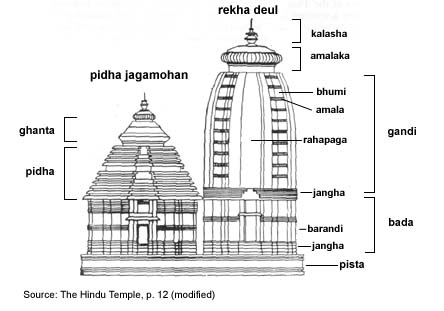 rekha deul
kalasha
amalaka
pidha jagamohan
bhumi
amala
ghanta
gandi
rahapaga
pidha
jangha
bada
barandi
jangha
pista
Source: The Hindu Temple, p. 12 (modified)